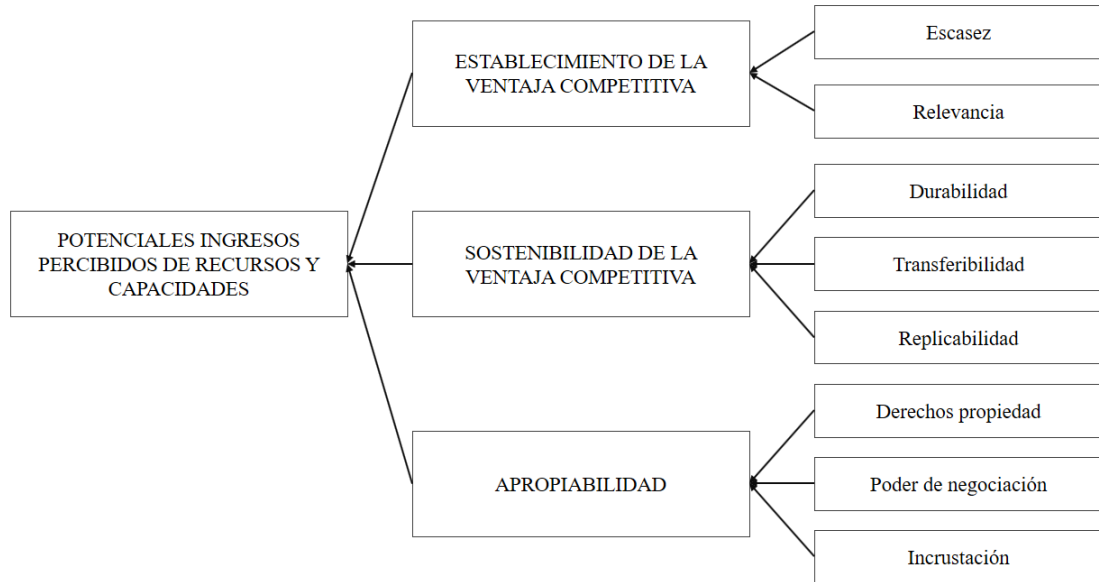 POTENCIALES INGRESOS
PERCIBIDOS DE RECURSOS Y
CAPACIDADES
ESTABLECIMIENTO DE LA
VENTAJA COMPETITIVA
Escasez
Relevancia
SOSTENIBILIDAD DE LA
VENTAJA COMPETITIVA
Durabilidad
Transferibilidad
Replicabilidad
APROPIABILIDAD
Derechos propiedad
Poder de negociación
Incrustación